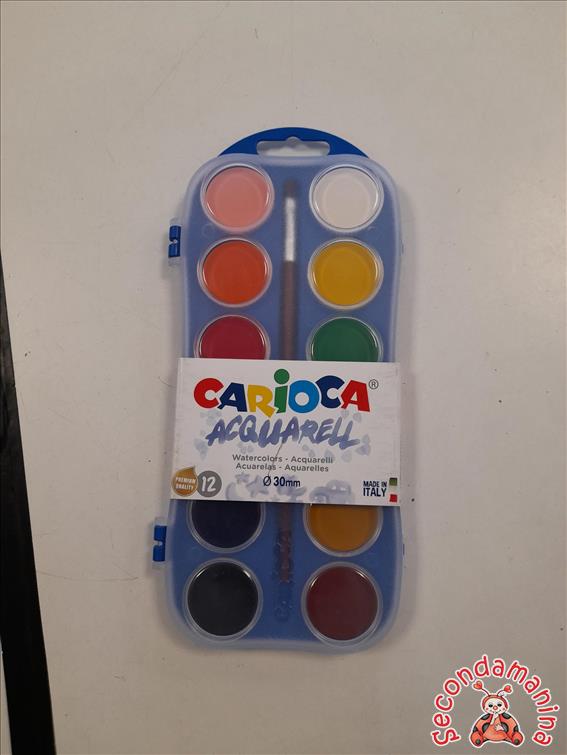 CARIOCA®
ACQUARELL
Watercolors - Acquarelli
Acuarelas - Aquarelles
PREMIUM QUALITY
12
Ø 30mm
MADE IN
ITALY
secondamanina